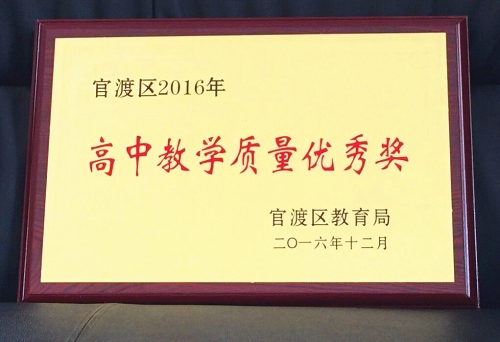 官渡区2016年
高中教学质量优秀奖
官渡区教育局
二〇一六年十二月